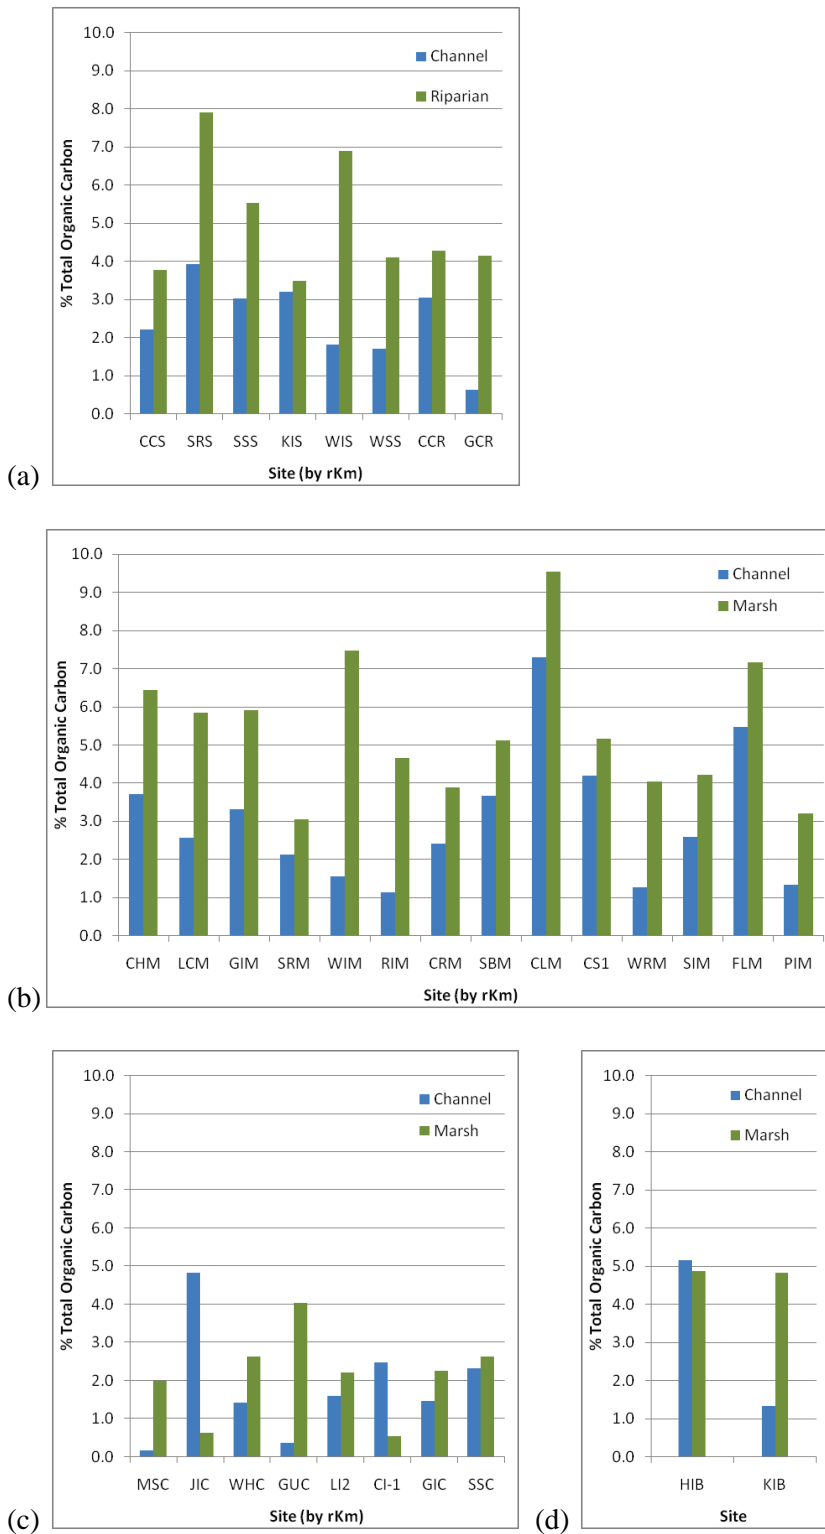 10.0
9.0
8.0
7.0
6.0
5.0
4.0
3.0
2.0
1.0
0.0
% Total Organic Carbon
Channel
Riparian
CCS SRS SSS KIS WIS WSS CCR GCR
Site (by rKm)
(a)
10.0
9.0
8.0
7.0
6.0
5.0
4.0
3.0
2.0
1.0
0.0
% Total Organic Carbon
Channel
Marsh
CHM LCM GIM SRM WIM RIM CRM SBM CLM CS1 WRM SIM FLM PIM
Site (by rKm)
(b)
10.0
9.0
8.0
7.0
6.0
5.0
4.0
3.0
2.0
1.0
0.0
% Total Organic Carbon
Channel
Marsh
MSC JIC WHC GUC LI2 CI-1 GIC SSC
Site (by rKm)
(c)
10.0
9.0
8.0
7.0
6.0
5.0
4.0
3.0
2.0
1.0
0.0
% Total Organic Carbon
Channel
Marsh
HIB KIB
Site
(d)